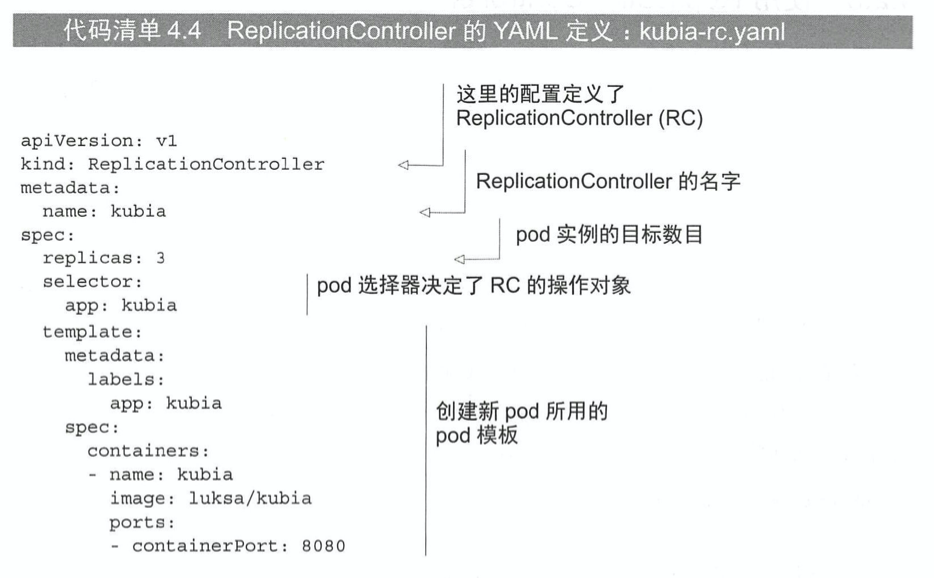 代码清单 4.4 ReplicationController 的 YAML 定义：kubia-rc.yaml
这里的配置定义了
ReplicationController (RC)
apiVersion: v1
kind: ReplicationController
metadata:
ReplicationController 的名字
name: kubia
spec:
pod 实例的目标数目
replicas: 3
selector:
pod 选择器决定了 RC 的操作对象
app: kubia
template:
metadata:
labels:
app: kubia
创建新 pod 所用的
pod 模板
spec:
containers:
- name: kubia
image: luksa/kubia
ports:
- containerPort: 8080